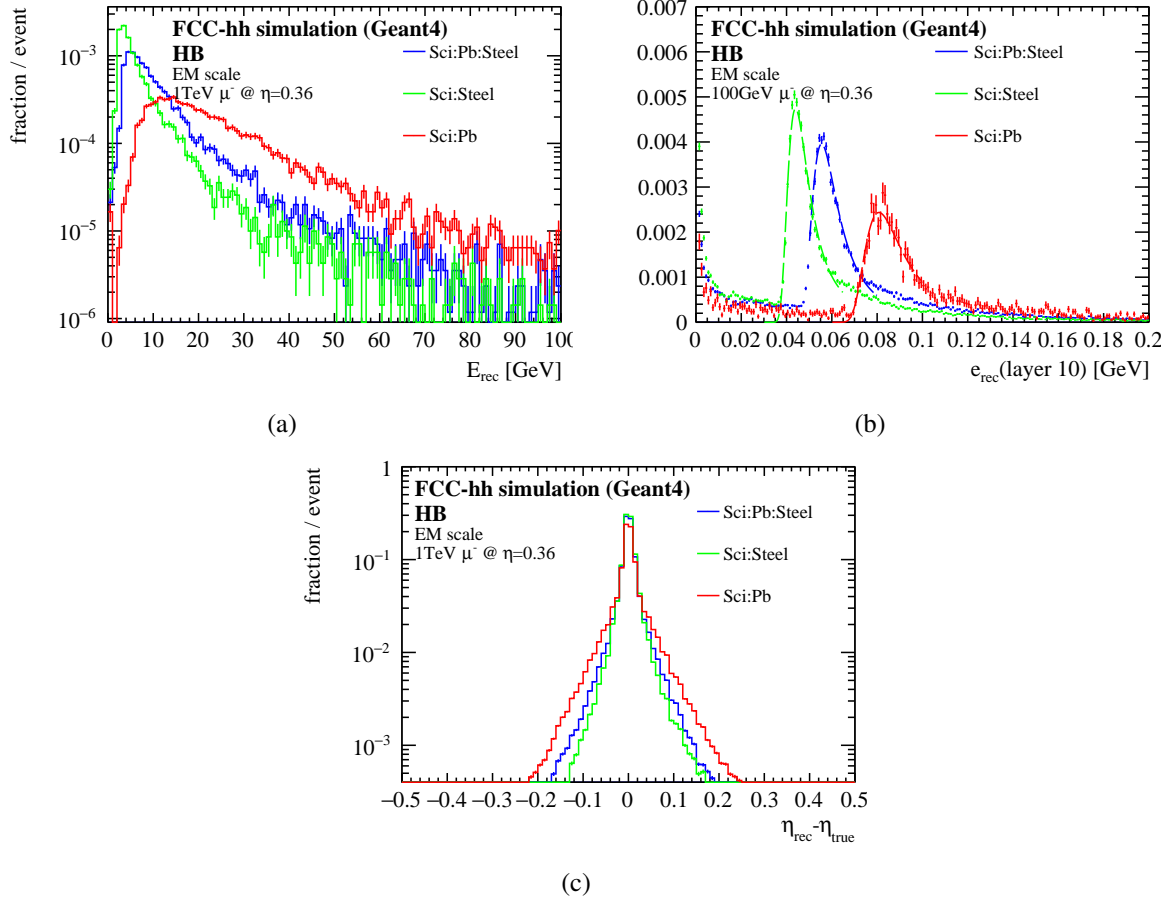 fraction / event
10⁻³
10⁻⁴
10⁻⁵
10⁻⁶
FCC-hh simulation (Geant4)
HB
EM scale
1TeV μ⁻ @ η=0.36
Sci:Pb:Steel
Sci:Steel
Sci:Pb
0 10 20 30 40 50 60 70 80 90 100
E_rec [GeV]
(a)
0.007
0.006
0.005
0.004
0.003
0.002
0.001
0
FCC-hh simulation (Geant4)
HB
EM scale
100GeV μ⁻ @ η=0.36
Sci:Pb:Steel
Sci:Steel
Sci:Pb
0 0.02 0.04 0.06 0.08 0.1 0.12 0.14 0.16 0.18 0.2
e_rec(layer 10) [GeV]
(b)
fraction / event
1
10⁻¹
10⁻²
10⁻³
FCC-hh simulation (Geant4)
HB
EM scale
1TeV μ⁻ @ η=0.36
Sci:Pb:Steel
Sci:Steel
Sci:Pb
−0.5 −0.4 −0.3 −0.2 −0.1 0 0.1 0.2 0.3 0.4 0.5
η_rec-η_true
(c)